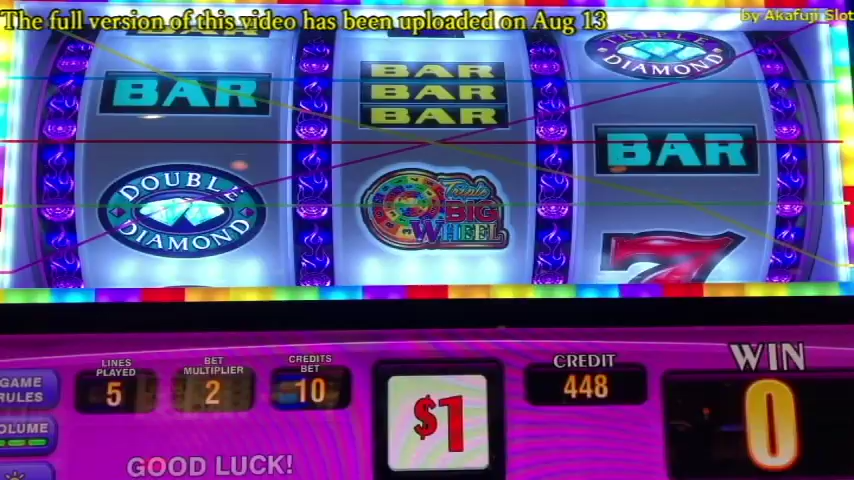 The full version of this video has been uploaded on Aug 13
by Akafuji Slot
BAR
TRIPLE
DIAMOND
BAR
BAR
BAR
BAR
BAR
DOUBLE
DIAMOND
Triple
BIG
WHEEL
7
LINES
PLAYED
5
BET
MULTIPLIER
2
CREDITS
BET
10
$1
CREDIT
448
WIN
0
GAME
RULES
VOLUME
GOOD LUCK!